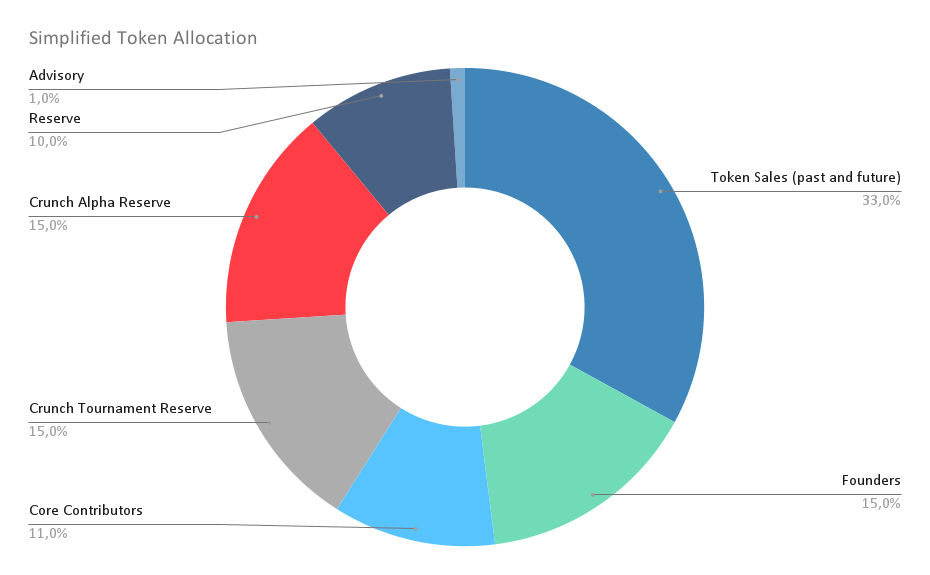 Simplified Token Allocation
Advisory
1,0%
Reserve
10,0%
Token Sales (past and future)
33,0%
Crunch Alpha Reserve
15,0%
Crunch Tournament Reserve
15,0%
Founders
15,0%
Core Contributors
11,0%